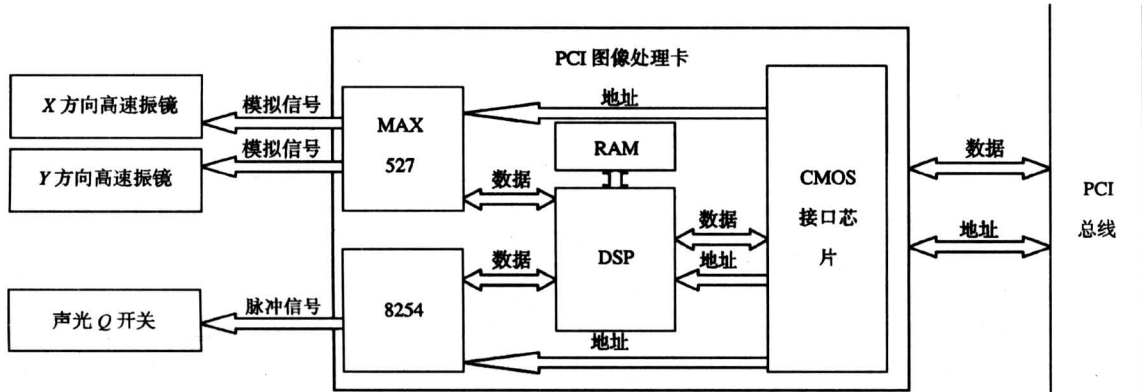 PCI 图像处理卡
X 方向高速振镜
模拟信号
MAX
527
地址
RAM
模拟信号
Y 方向高速振镜
数据
CMOS
接口芯
片
数据
PCI
总线
数据
地址
数据
DSP
地址
声光 Q 开关
脉冲信号
8254
地址